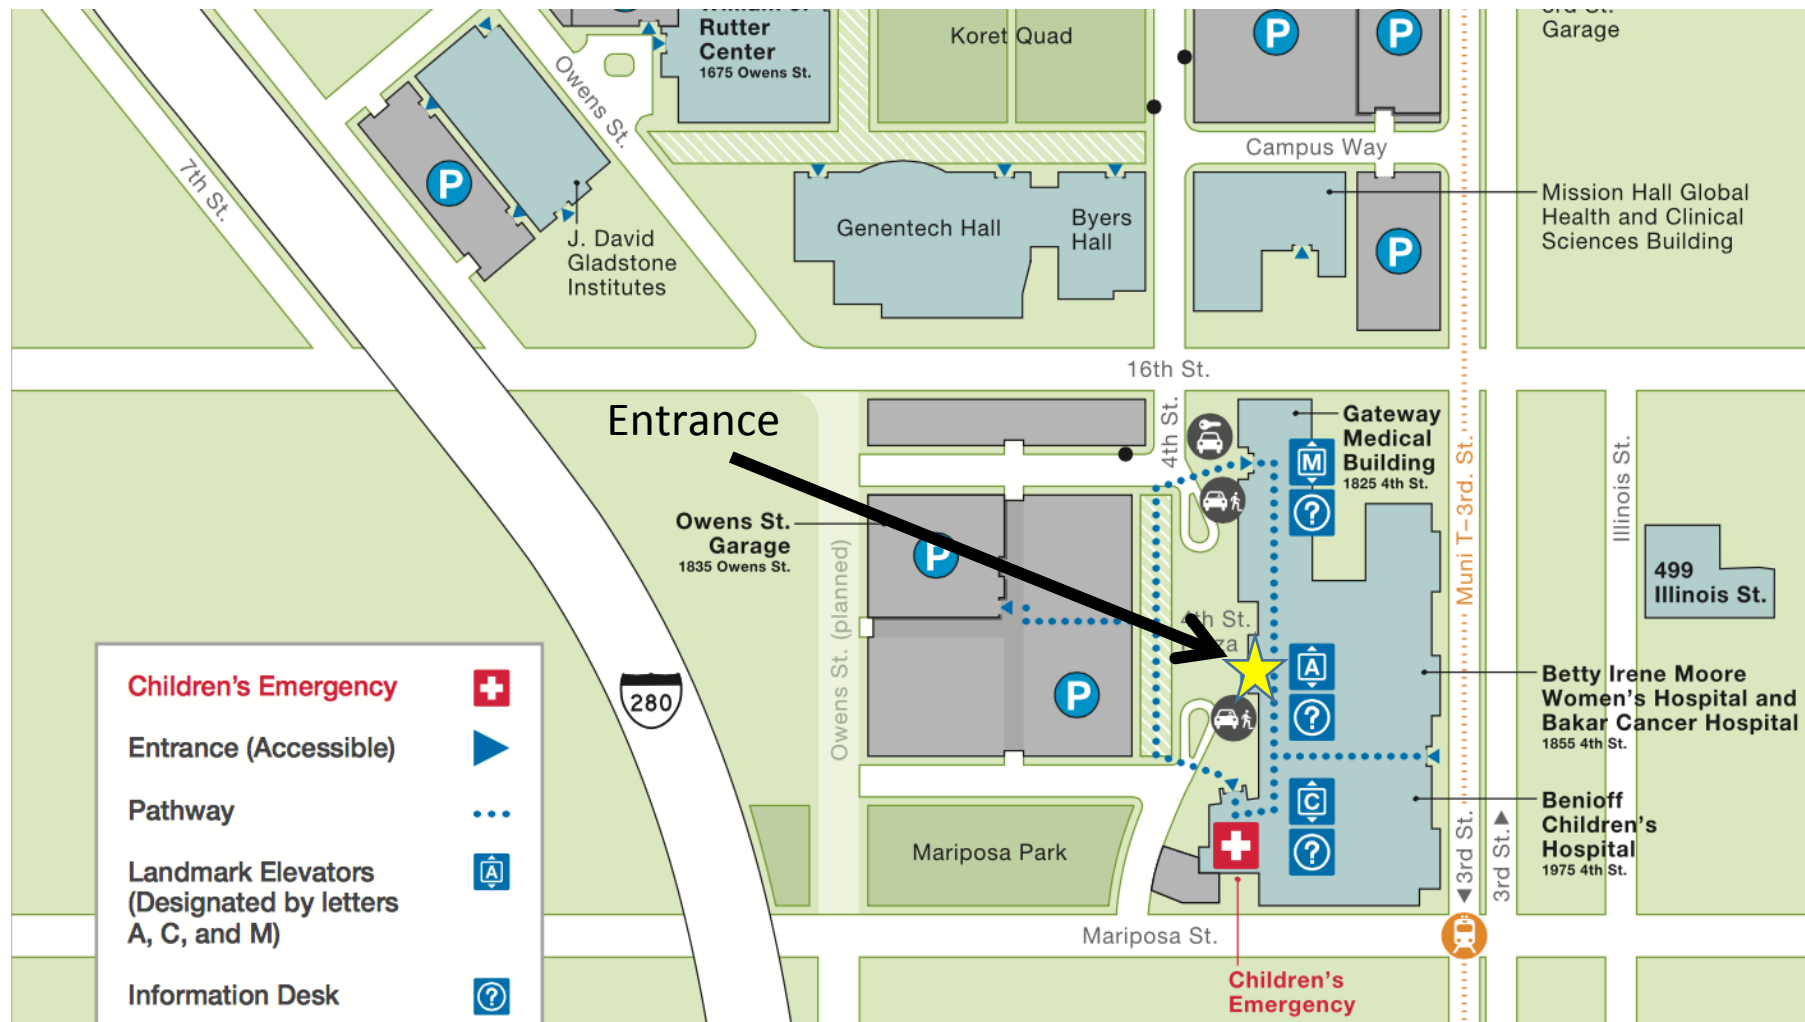 Rutter
Center
1675 Owens St.
Koret Quad
P
P
Garage
Owens St.
7th St.
P
Campus Way
J. David
Gladstone
Institutes
Genentech Hall
Byers
Hall
Mission Hall Global
Health and Clinical
Sciences Building
P
16th St.
Entrance
4th St.
Gateway
Medical
Building
1825 4th St.
M
?
Muni T–3rd. St.
Illinois St.
Owens St.
Garage
1835 Owens St.
P
Owens St. (planned)
499
Illinois St.
4th St.
P
A
?
Betty Irene Moore
Women's Hospital and
Bakar Cancer Hospital
1855 4th St.
280
C
?
Benioff
Children's
Hospital
1975 4th St.
3rd St.
3rd St.
Mariposa Park
Mariposa St.
Children's
Emergency
Children's Emergency
Entrance (Accessible)
Pathway
Landmark Elevators
(Designated by letters
A, C, and M)
A
Information Desk
?